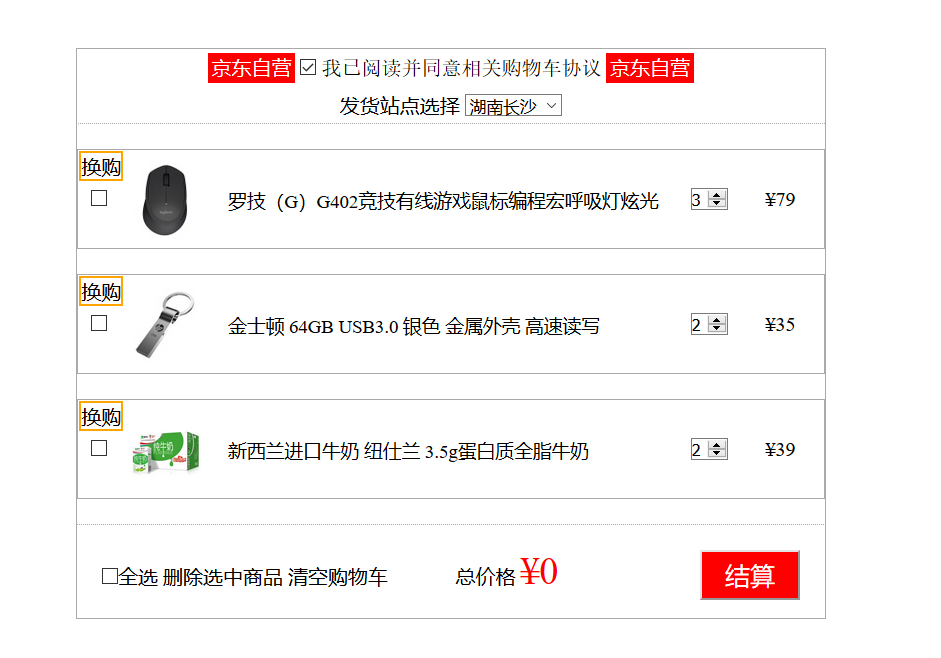 京东自营 我已阅读并同意相关购物车协议 京东自营
发货站点选择 湖南长沙
换购
罗技（G）G402竞技有线游戏鼠标编程宏呼吸灯炫光 3 ¥79
换购
金士顿 64GB USB3.0 银色 金属外壳 高速读写 2 ¥35
换购
新西兰进口牛奶 纽仕兰 3.5g蛋白质全脂牛奶 2 ¥39
全选 删除选中商品 清空购物车 总价格 ¥0 结算